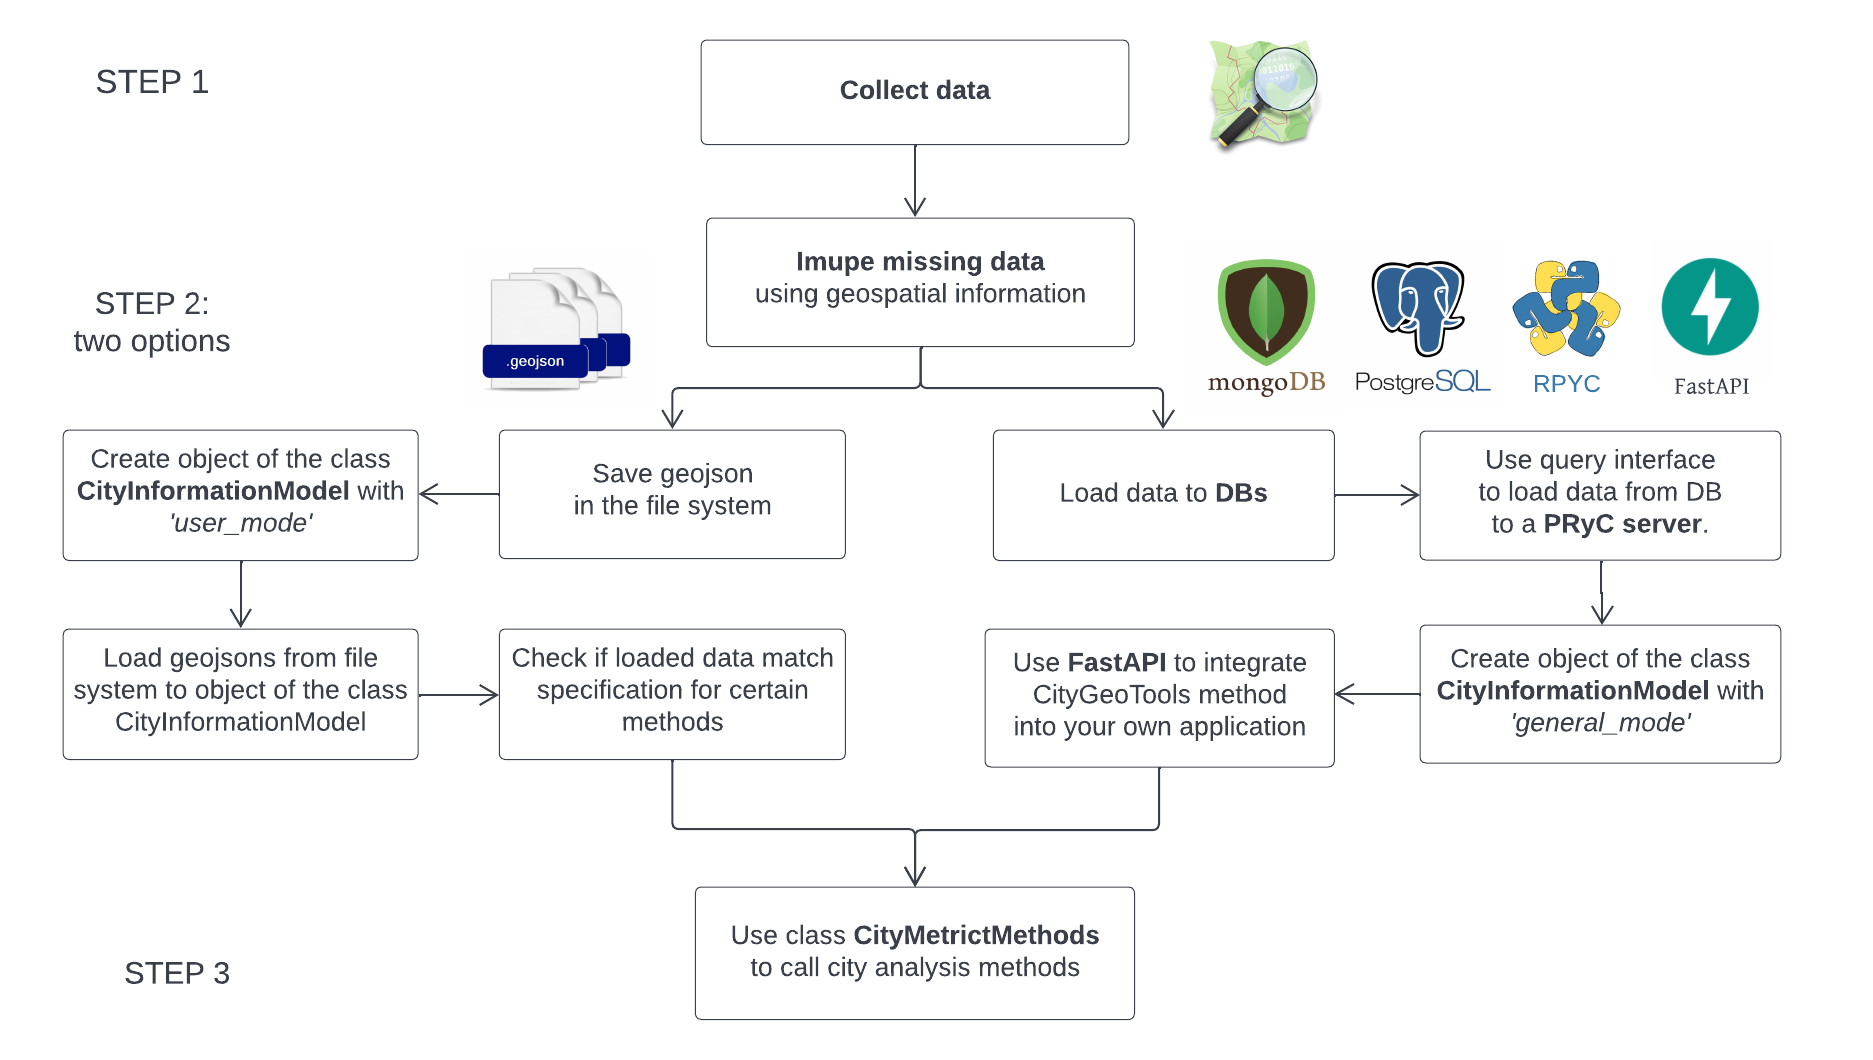 STEP 1
Collect data
011010
STEP 2:
two options
Imupe missing data
using geospatial information
.geojson
mongoDB
PostgreSQL
RPYC
FastAPI
Create object of the class
CityInformationModel with
'user_mode'
Save geojson
in the file system
Load data to DBs
Use query interface
to load data from DB
to a PRyC server.
Load geojsons from file
system to object of the class
CityInformationModel
Check if loaded data match
specification for certain
methods
Use FastAPI to integrate
CityGeoTools method
into your own application
Create object of the class
CityInformationModel with
'general_mode'
Use class CityMetrictMethods
to call city analysis methods
STEP 3